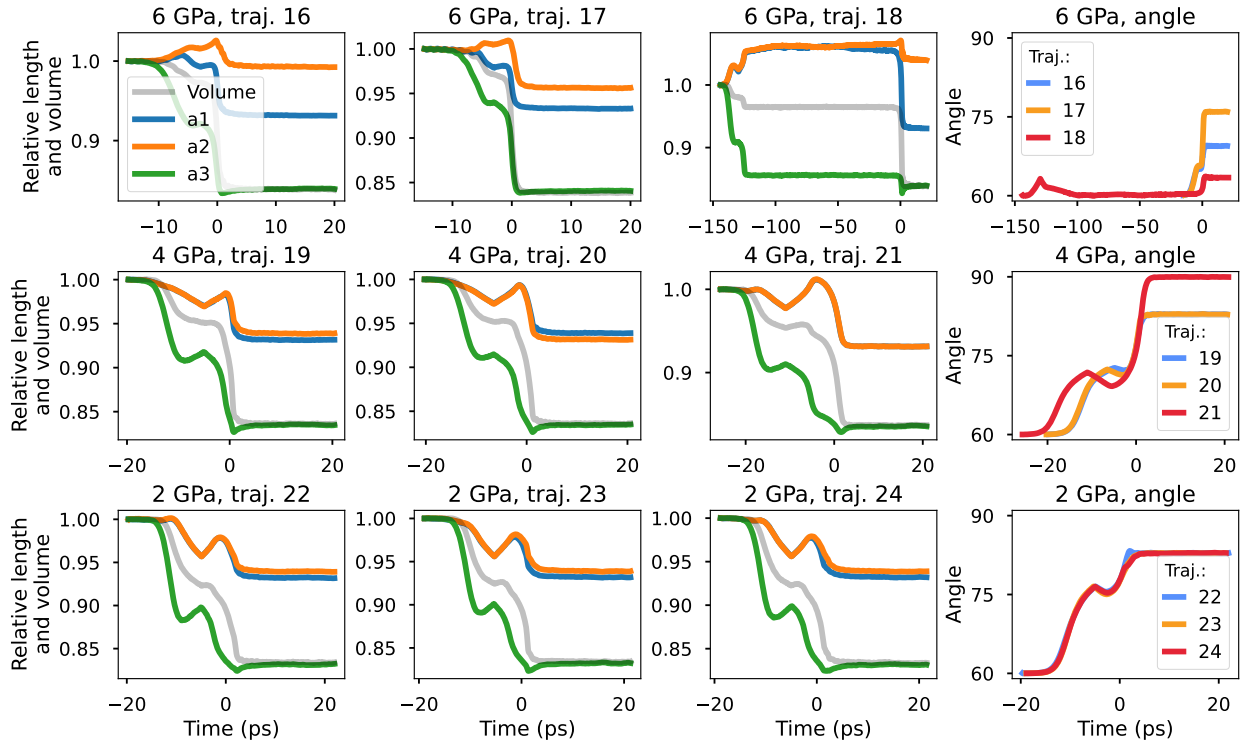 6 GPa, traj. 16
6 GPa, traj. 17
6 GPa, traj. 18
6 GPa, angle
Relative length
and volume
1.0
0.9
Volume
a1
a2
a3
−10 0 10 20
1.00
0.95
0.90
0.85
−10 0 10 20
1.0
0.9
−150 −100 −50 0
Angle
90
75
60
Traj.:
16
17
18
−150 −100 −50 0
4 GPa, traj. 19
4 GPa, traj. 20
4 GPa, traj. 21
4 GPa, angle
Relative length
and volume
1.00
0.95
0.90
0.85
−20 0 20
1.00
0.95
0.90
0.85
−20 0 20
1.0
0.9
−20 0 20
Angle
90
75
60
Traj.:
19
20
21
−20 0 20
2 GPa, traj. 22
2 GPa, traj. 23
2 GPa, traj. 24
2 GPa, angle
Relative length
and volume
1.00
0.95
0.90
0.85
−20 0 20
Time (ps)
1.00
0.95
0.90
0.85
−20 0 20
Time (ps)
1.00
0.95
0.90
0.85
−20 0 20
Time (ps)
Angle
90
75
60
Traj.:
22
23
24
−20 0 20
Time (ps)